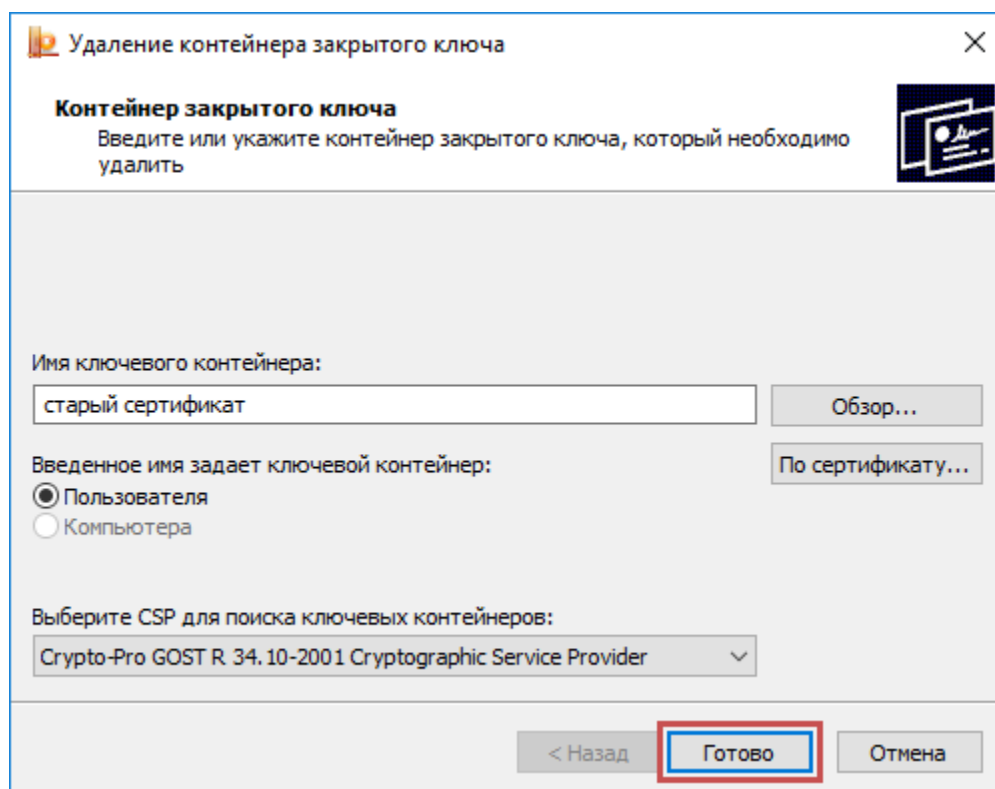 Удаление контейнера закрытого ключа
Контейнер закрытого ключа
Введите или укажите контейнер закрытого ключа, который необходимо
удалить
Имя ключевого контейнера:
старый сертификат
Обзор...
Введенное имя задает ключевой контейнер:
По сертификату...
Пользователя
Компьютера
Выберите CSP для поиска ключевых контейнеров:
Crypto-Pro GOST R 34.10-2001 Cryptographic Service Provider
< Назад
Готово
Отмена